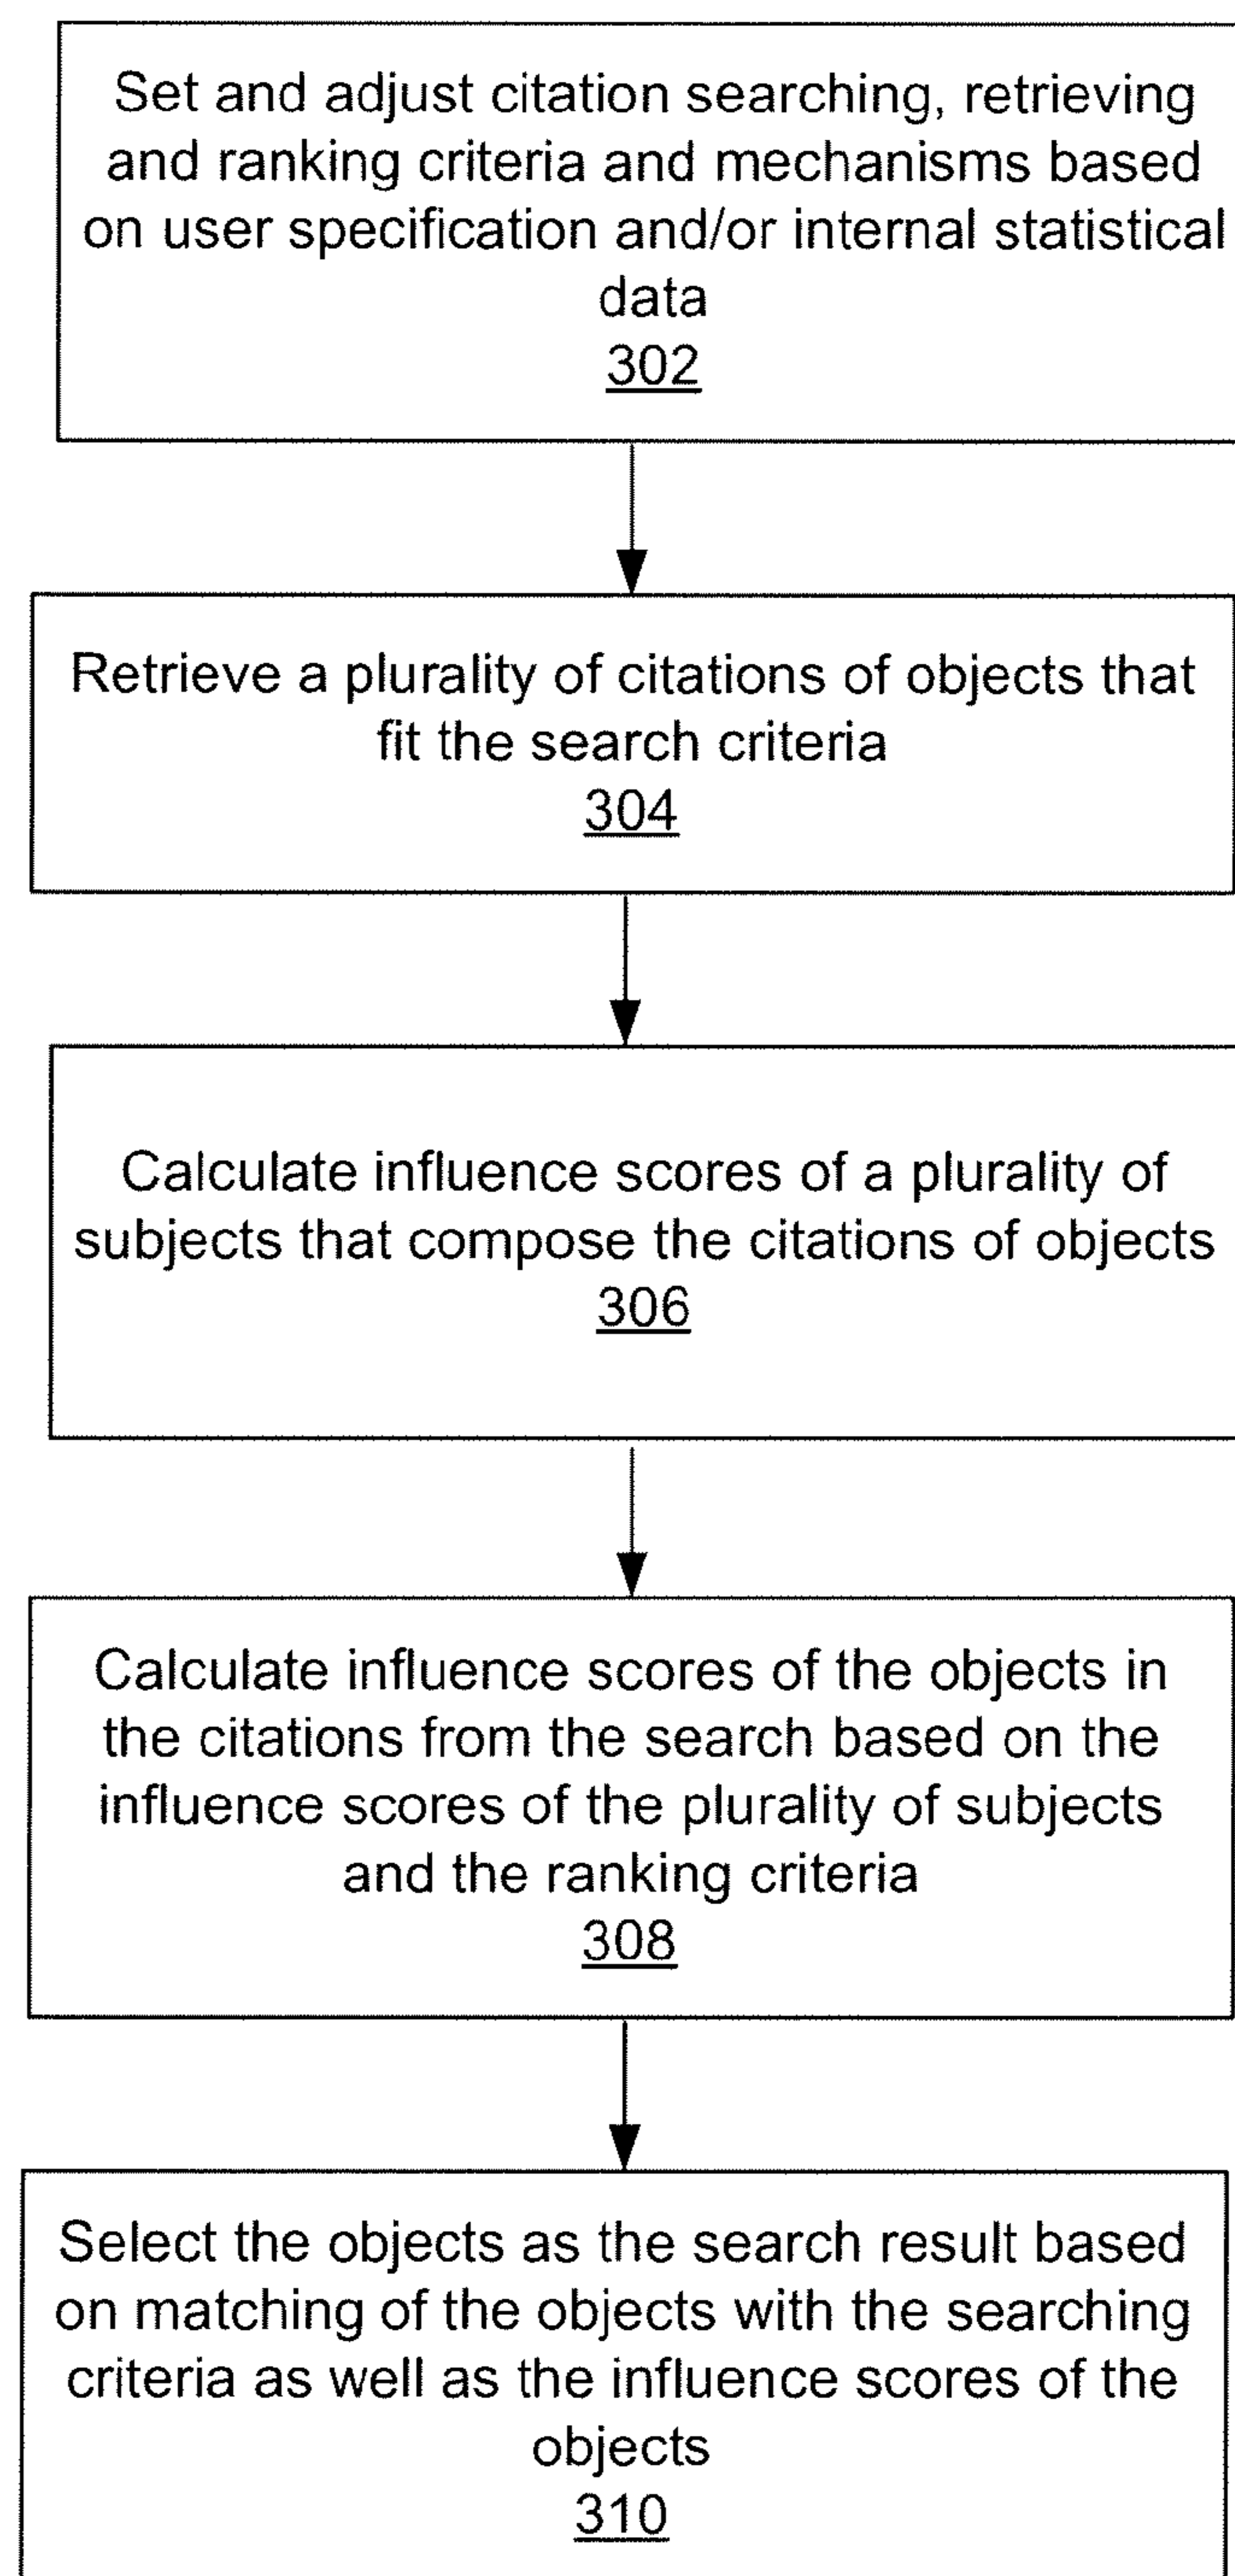 Set and adjust citation searching, retrieving
and ranking criteria and mechanisms based
on user specification and/or internal statistical
data
302
Retrieve a plurality of citations of objects that
fit the search criteria
304
Calculate influence scores of a plurality of
subjects that compose the citations of objects
306
Calculate influence scores of the objects in
the citations from the search based on the
influence scores of the plurality of subjects
and the ranking criteria
308
Select the objects as the search result based
on matching of the objects with the searching
criteria as well as the influence scores of the
objects
310